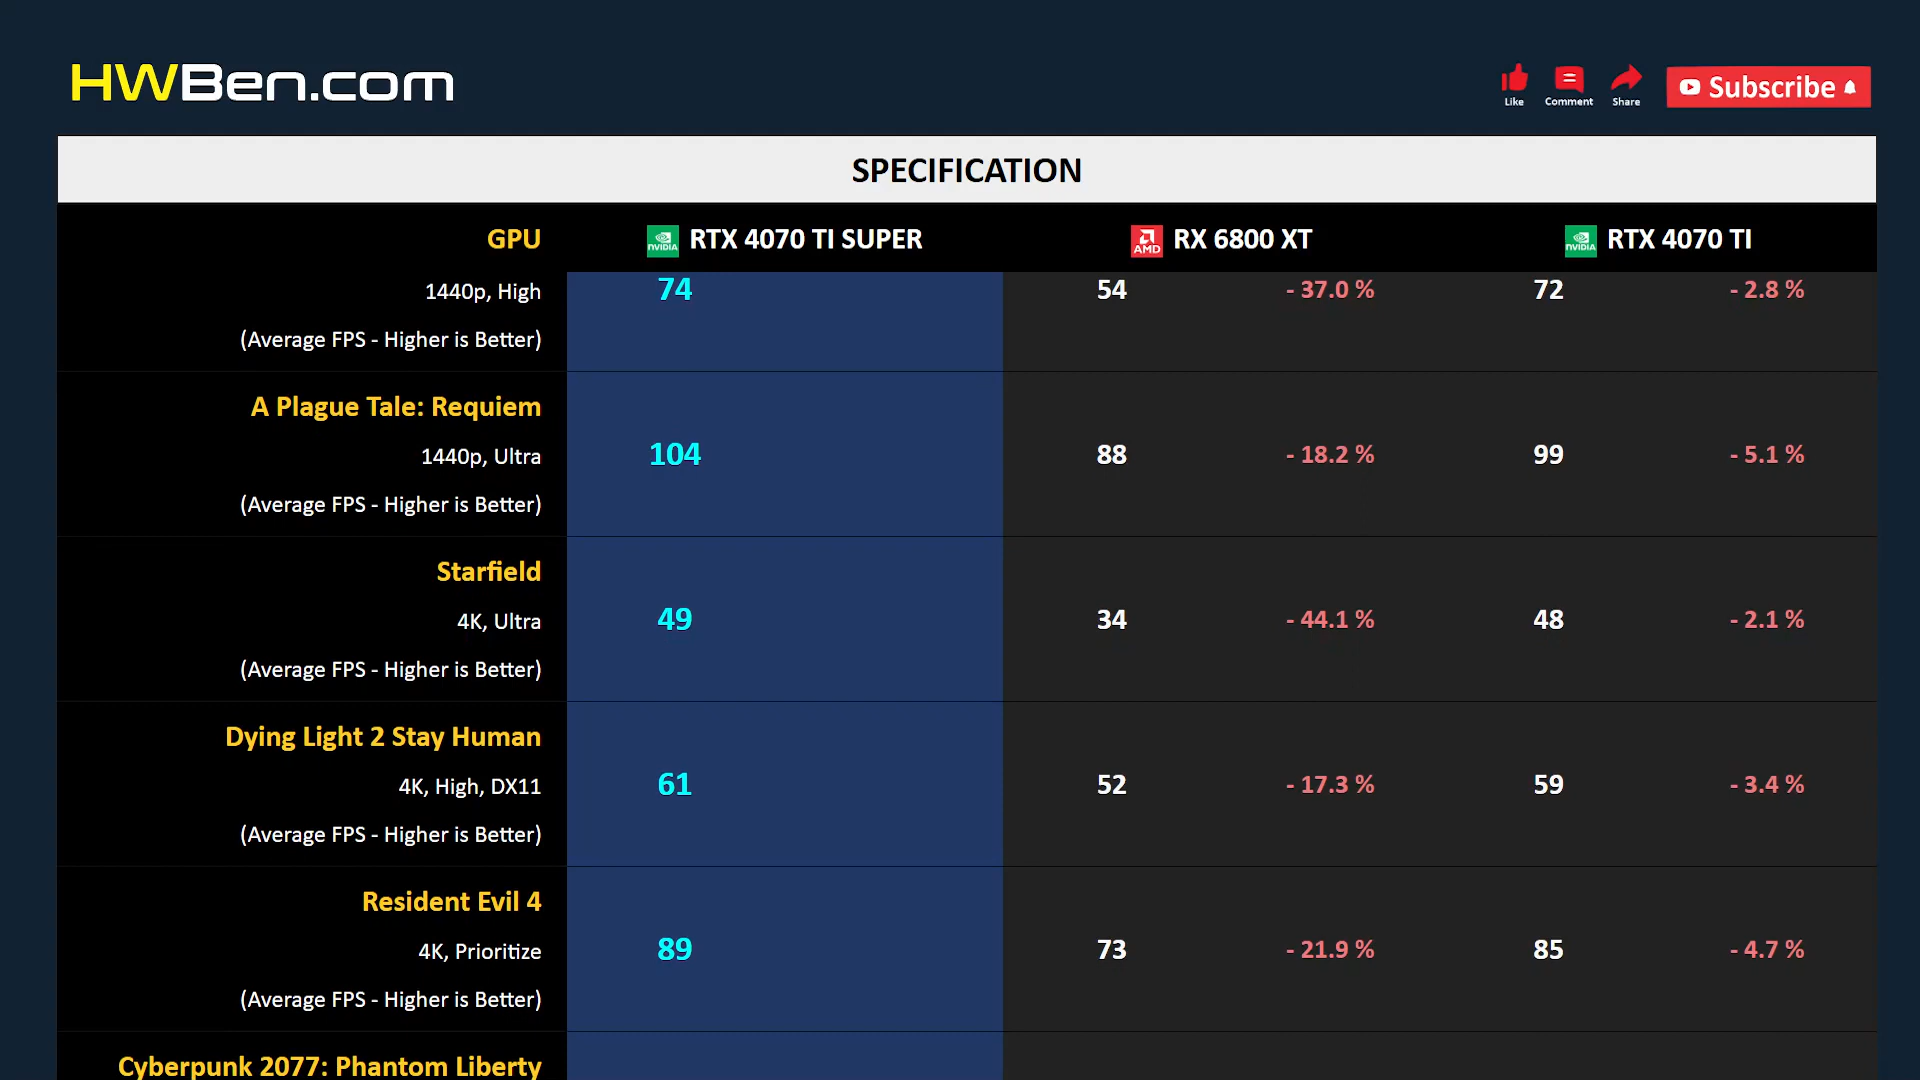 HWBen.com
Like
Comment
Share
Subscribe
SPECIFICATION
GPU
NVIDIA RTX 4070 TI SUPER
AMD RX 6800 XT
NVIDIA RTX 4070 TI
1440p, High
74 54 - 37.0 % 72 - 2.8 %
(Average FPS - Higher is Better)
A Plague Tale: Requiem
1440p, Ultra
104 88 - 18.2 % 99 - 5.1 %
(Average FPS - Higher is Better)
Starfield
4K, Ultra
49 34 - 44.1 % 48 - 2.1 %
(Average FPS - Higher is Better)
Dying Light 2 Stay Human
4K, High, DX11
61 52 - 17.3 % 59 - 3.4 %
(Average FPS - Higher is Better)
Resident Evil 4
4K, Prioritize
89 73 - 21.9 % 85 - 4.7 %
(Average FPS - Higher is Better)
Cyberpunk 2077: Phantom Liberty